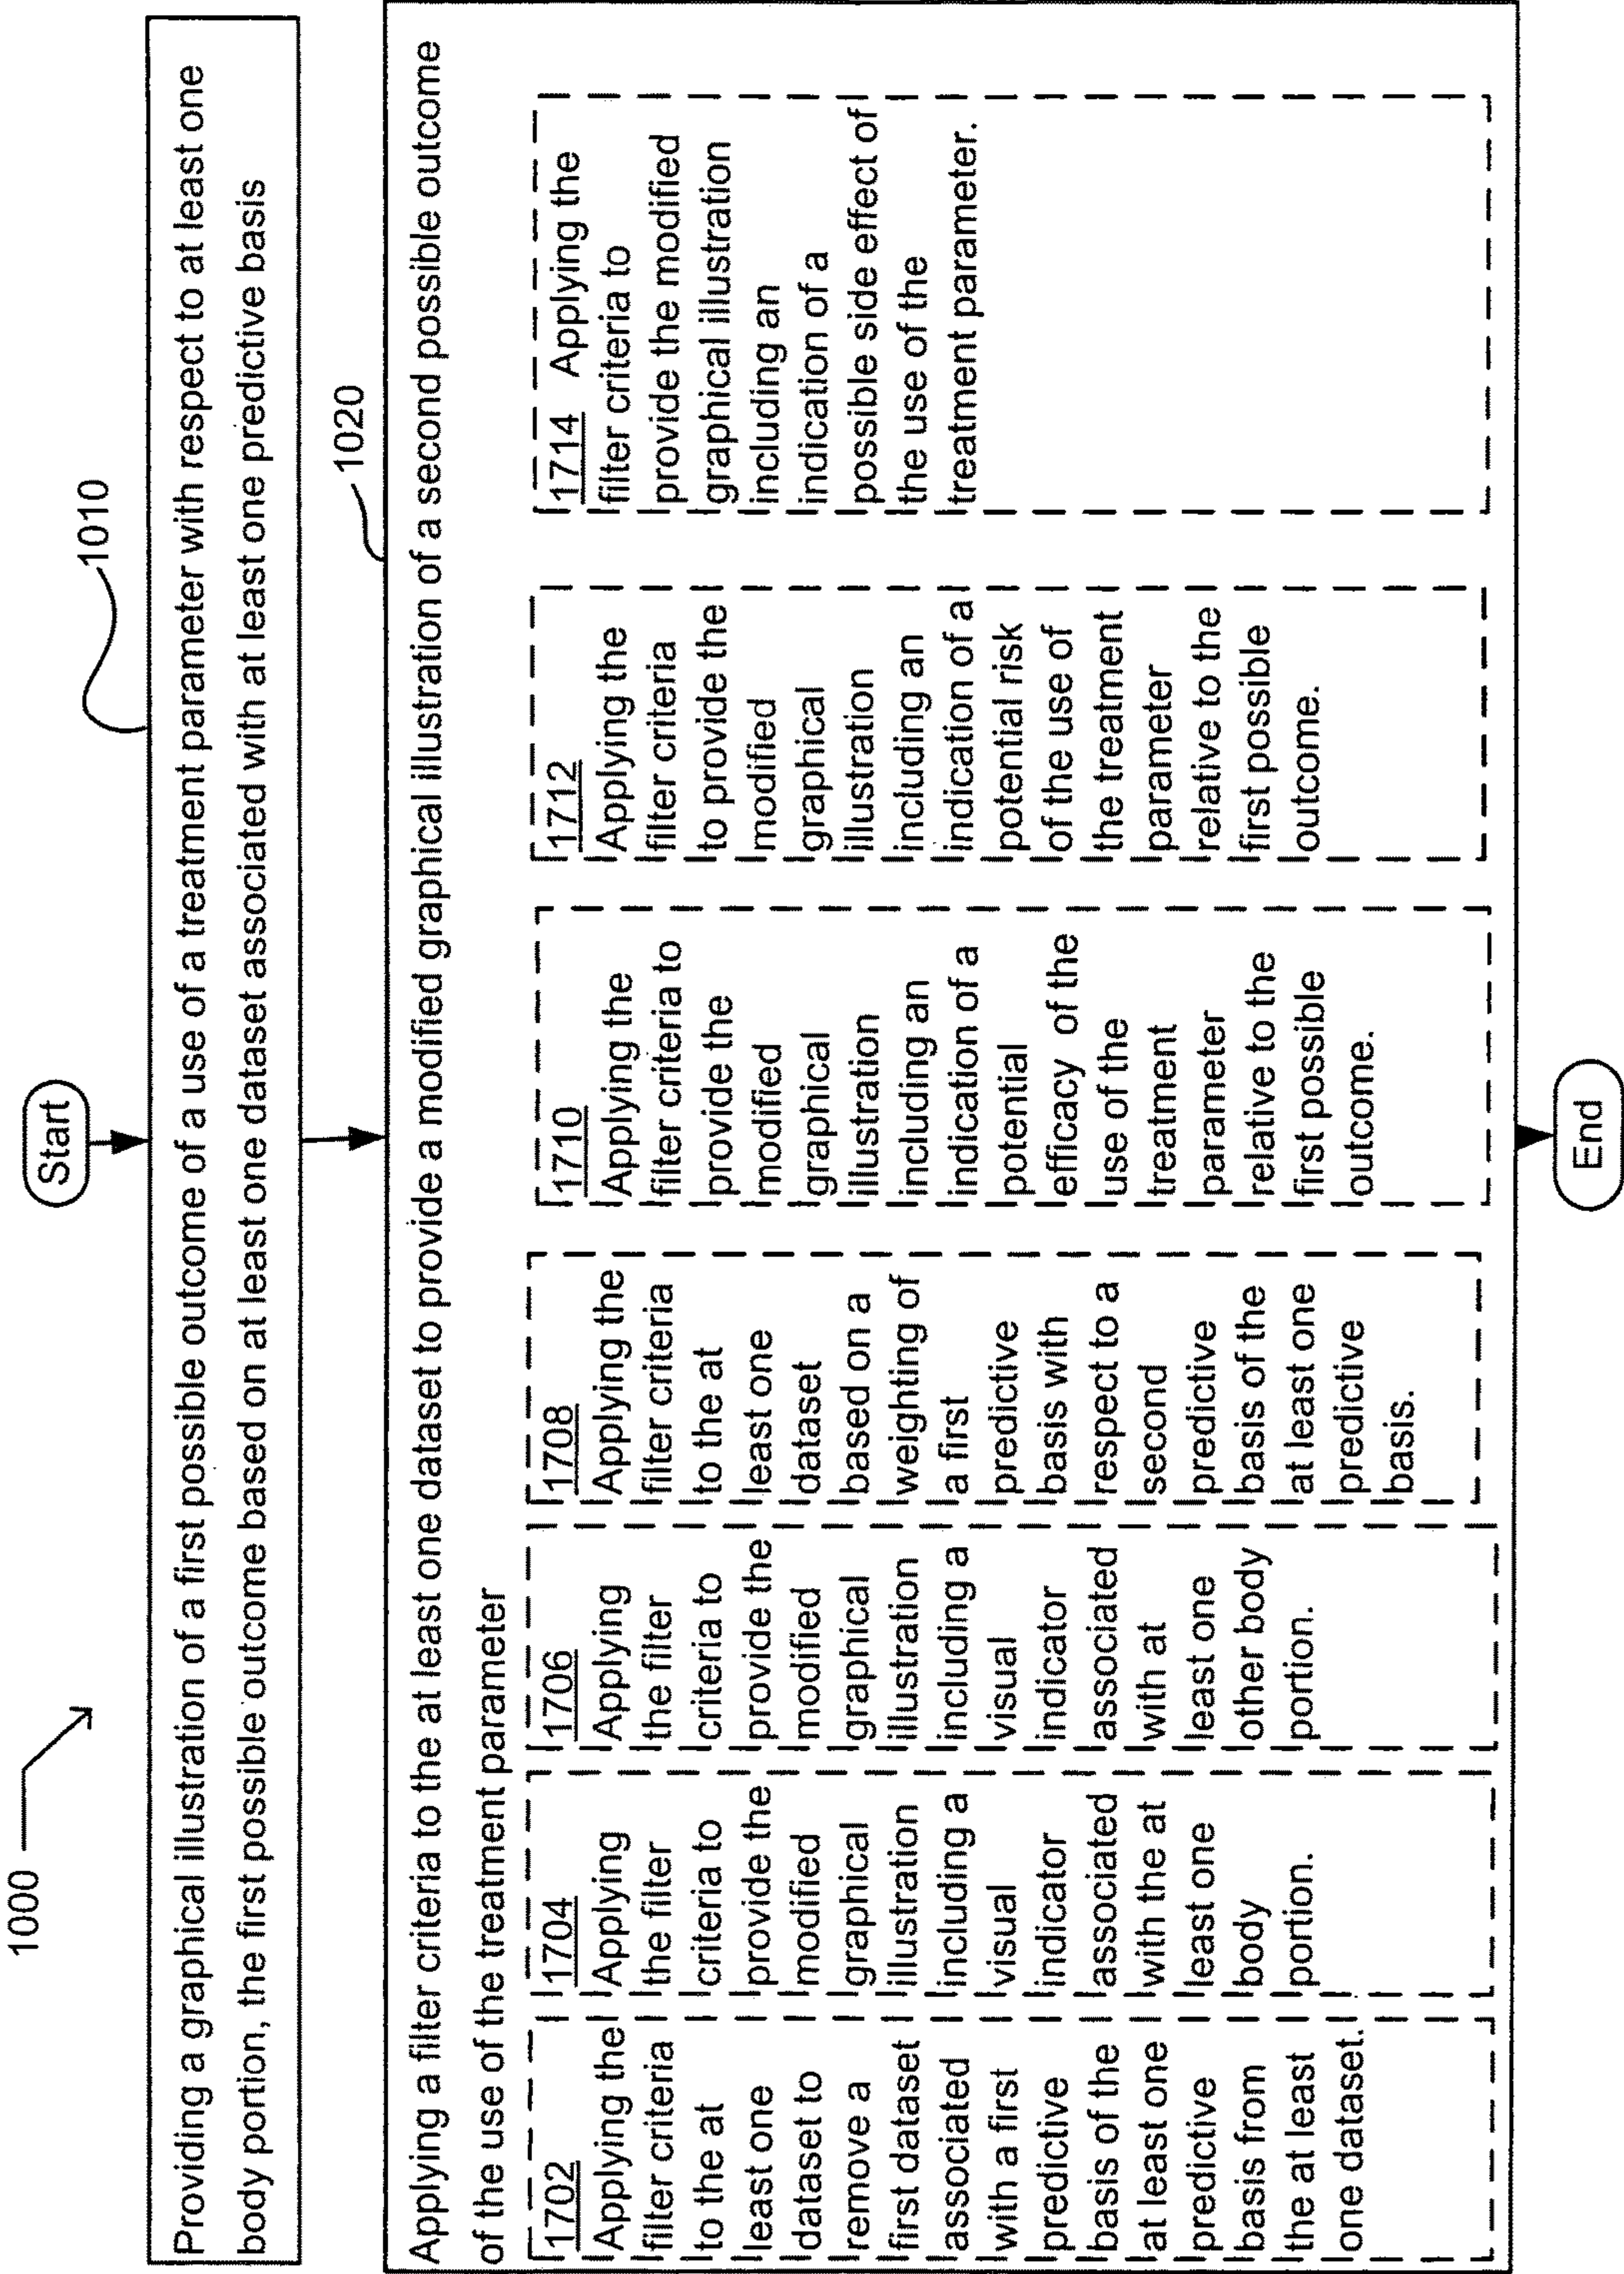 1000
Start
1010
Providing a graphical illustration of a first possible outcome of a use of a treatment parameter with respect to at least one
body portion, the first possible outcome based on at least one dataset associated with at least one predictive basis
1020
Applying a filter criteria to the at least one dataset to provide a modified graphical illustration of a second possible outcome
of the use of the treatment parameter
1702
Applying the
filter criteria
to the at
least one
dataset to
remove a
first dataset
associated
with a first
predictive
basis of the
at least one
predictive
basis from
the at least
one dataset.
1704
Applying
the filter
criteria to
provide the
modified
graphical
illustration
including a
visual
indicator
associated
with the at
least one
body
portion.
1706
Applying
the filter
criteria to
provide the
modified
graphical
illustration
including a
visual
indicator
associated
with at
least one
other body
portion.
1708
Applying the
filter criteria
to the at
least one
dataset
based on a
weighting of
a first
predictive
basis with
respect to a
second
predictive
basis of the
at least one
predictive
basis.
1710
Applying the
filter criteria to
provide the
modified
graphical
illustration
including an
indication of a
potential
efficacy of the
use of the
treatment
parameter
relative to the
first possible
outcome.
1712
Applying the
filter criteria
to provide the
modified
graphical
illustration
including an
indication of a
potential risk
of the use of
the treatment
parameter
relative to the
first possible
outcome.
1714 Applying the
filter criteria to
provide the modified
graphical illustration
including an
indication of a
possible side effect of
the use of the
treatment parameter.
End